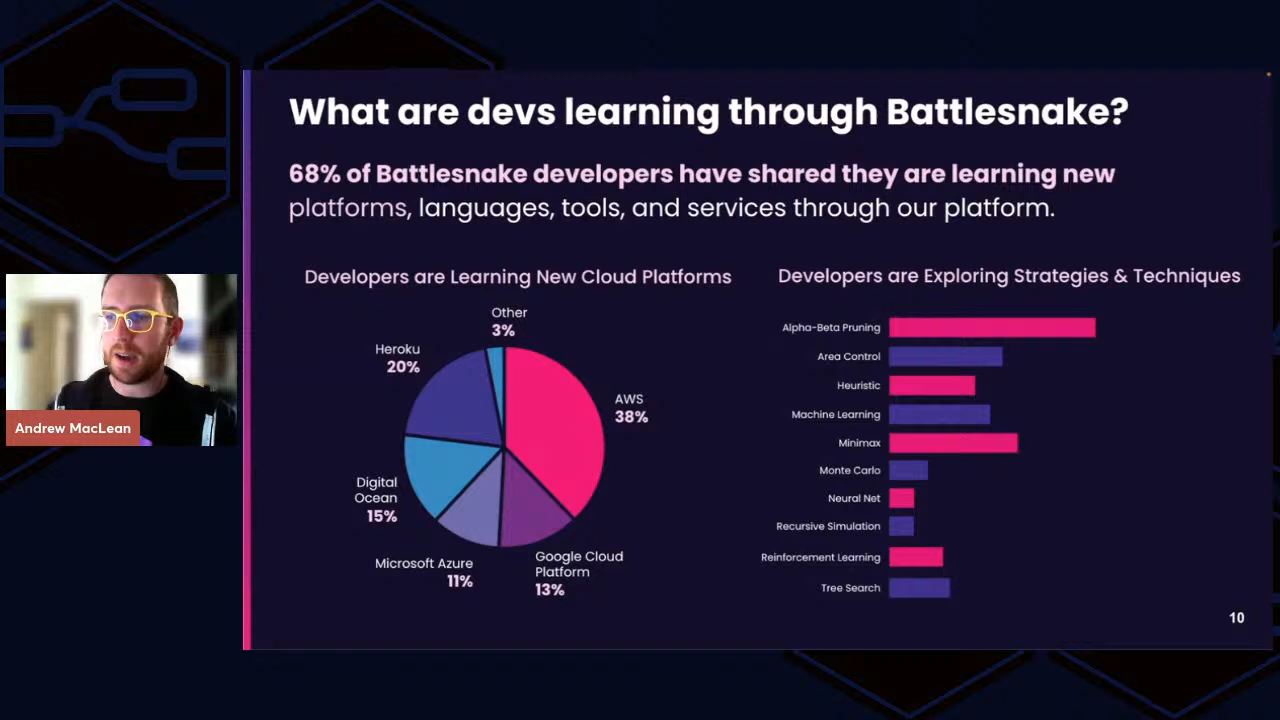 What are devs learning through Battlesnake?
68% of Battlesnake developers have shared they are learning new
platforms, languages, tools, and services through our platform.
Developers are Learning New Cloud Platforms
Other
3%
Heroku
20%
AWS
38%
Digital
Ocean
15%
Microsoft Azure
11%
Google Cloud
Platform
13%
Developers are Exploring Strategies & Techniques
Alpha-Beta Pruning
Area Control
Heuristic
Machine Learning
Minimax
Monte Carlo
Neural Net
Recursive Simulation
Reinforcement Learning
Tree Search
10
Andrew MacLean